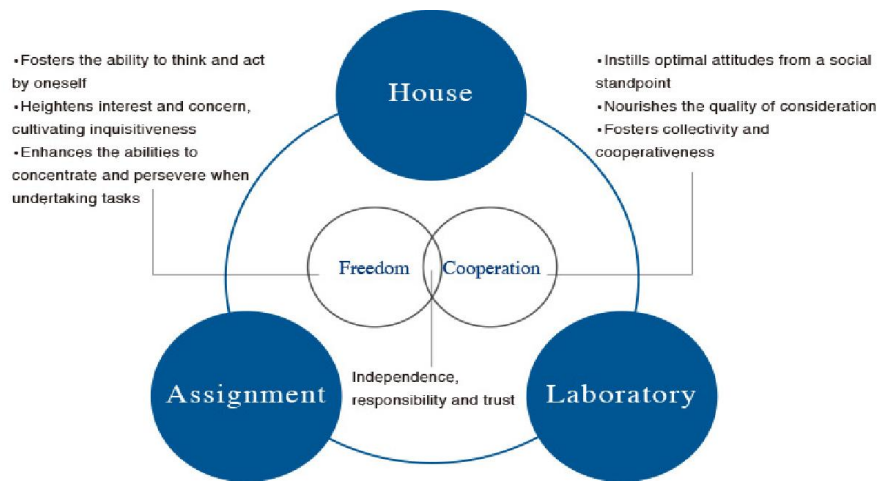 •Fosters the ability to think and act
by oneself
•Heightens interest and concern,
cultivating inquisitiveness
•Enhances the abilities to
concentrate and persevere when
undertaking tasks
House
•Instills optimal attitudes from a social
standpoint
•Nourishes the quality of consideration
•Fosters collectivity and
cooperativeness
Freedom
Cooperation
Independence,
responsibility and trust
Assignment
Laboratory